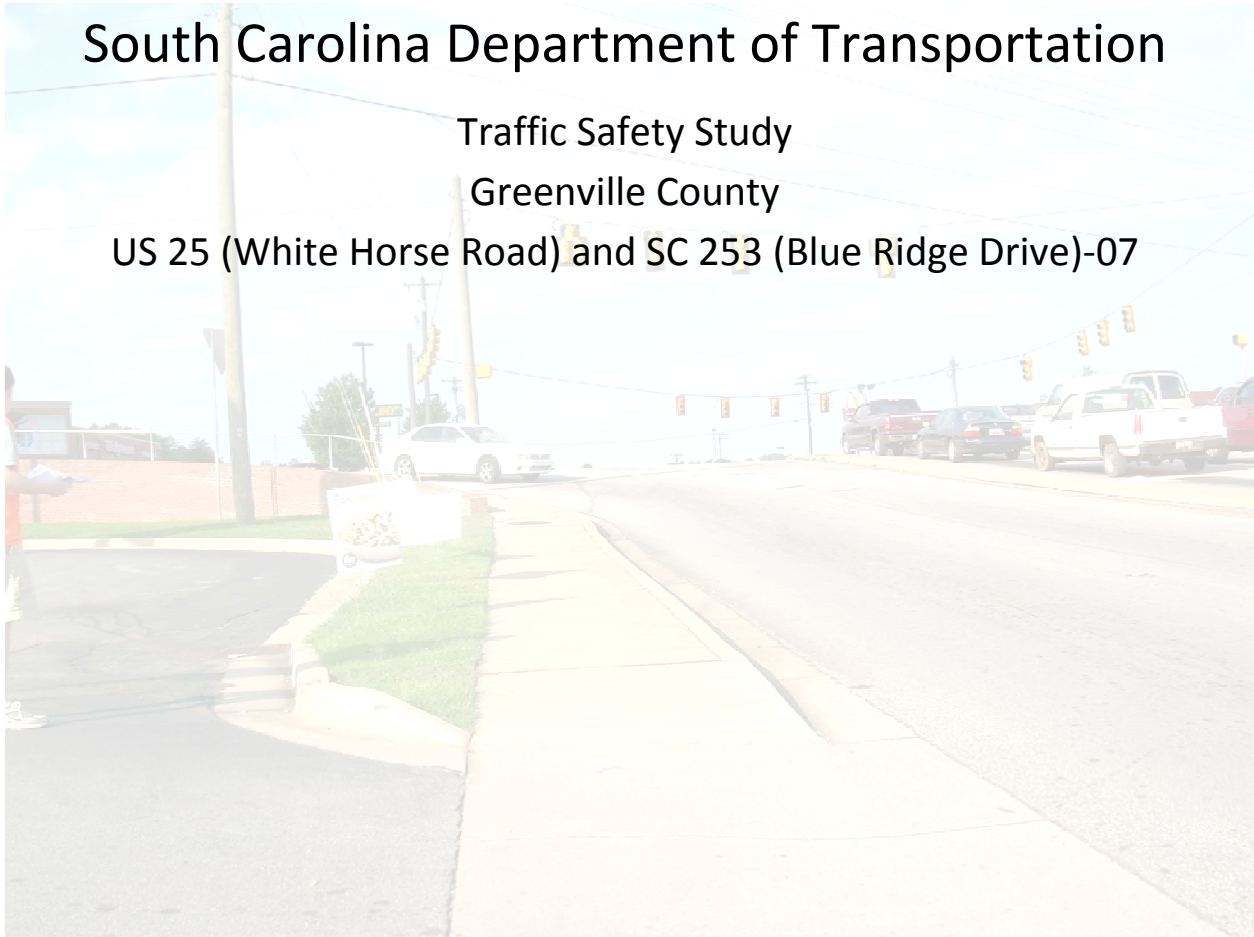 South Carolina Department of Transportation
Traffic Safety Study
Greenville County
US 25 (White Horse Road) and SC 253 (Blue Ridge Drive)-07